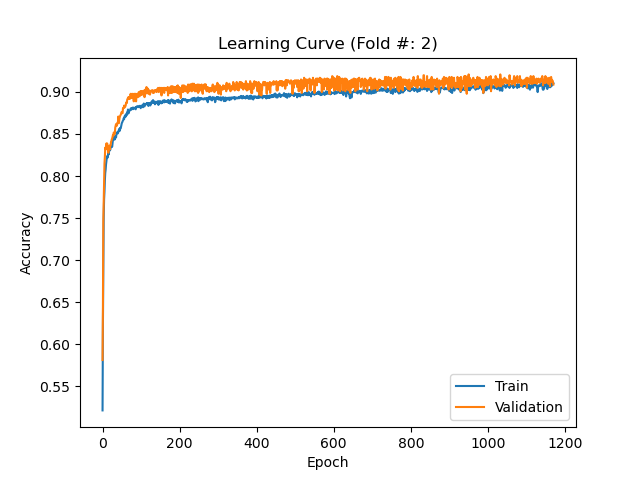 Learning Curve (Fold #: 2)
0.90
0.85
0.80
0.75
0.70
0.65
0.60
0.55
Accuracy
Train
Validation
0 200 400 600 800 1000 1200
Epoch